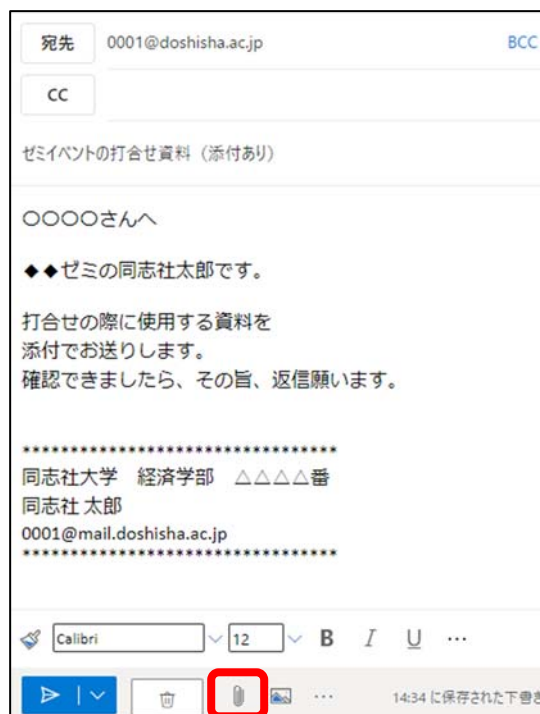 宛先 0001@doshisha.ac.jp BCC
CC
ゼミイベントの打合せ資料（添付あり）
〇〇〇〇さんへ
◆◆ゼミの同志社太郎です。
打合せの際に使用する資料を
添付でお送りします。
確認できましたら、その旨、返信願います。
*********************************
同志社大学　経済学部　△△△△番
同志社 太郎
0001@mail.doshisha.ac.jp
*********************************
Calibri 12 B I U ...
... 14:34 に保存された下書き